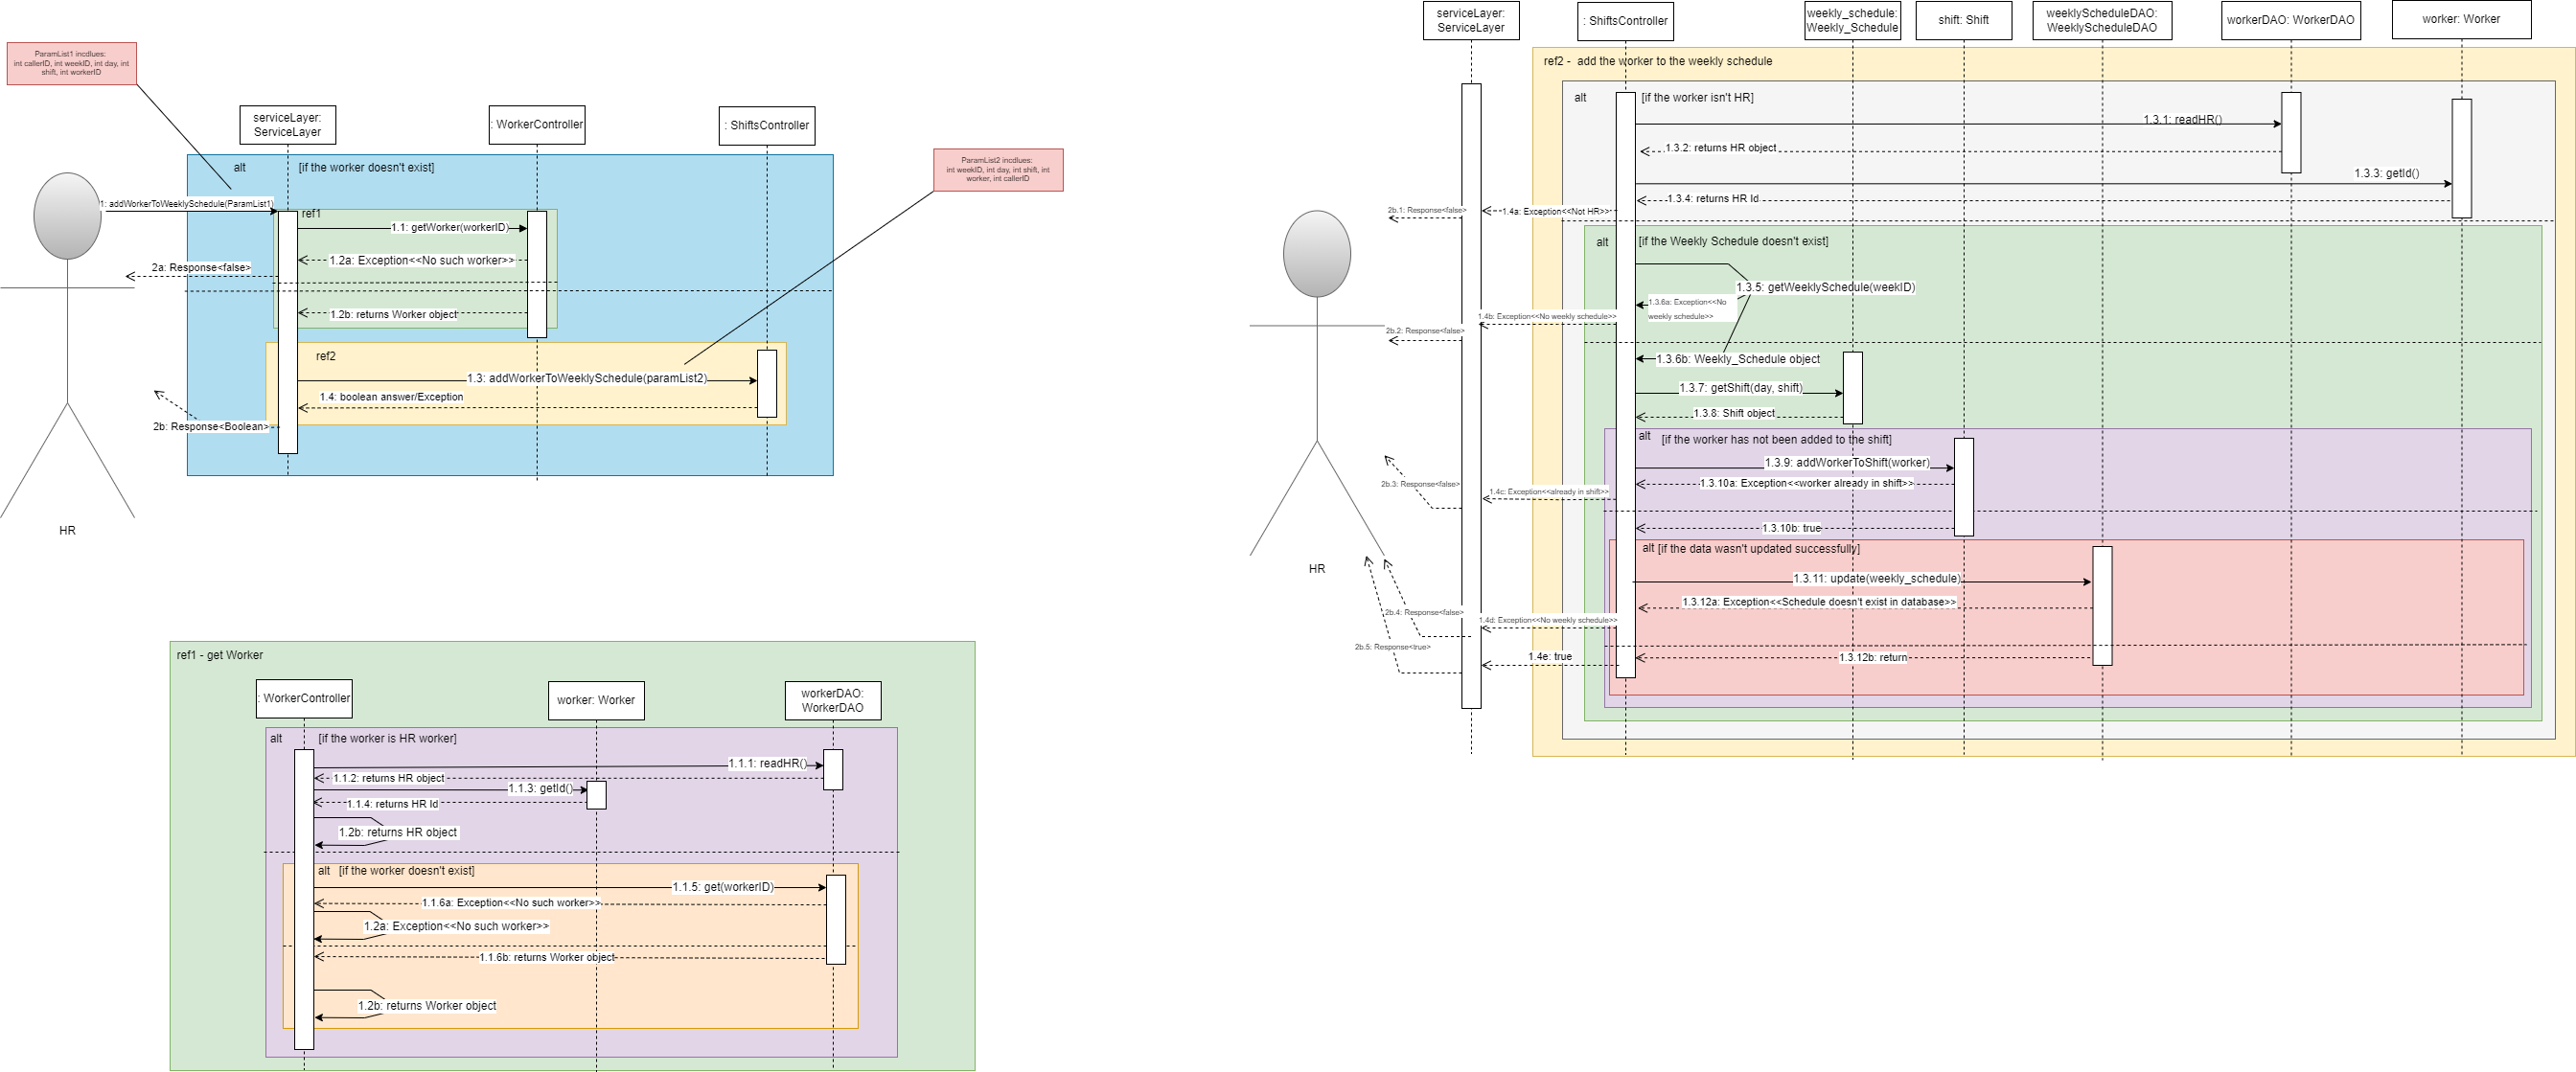 ParamList1 incdlues:
int callerID, int weekID, int day, int
shift, int workerID
serviceLayer:
ServiceLayer
: WorkerController
: ShiftsController
alt
[if the worker doesn't exist]
ParamList2 incdlues:
int weekID, int day, int shift, int
worker, int callerID
1: addWorkerToWeeklySchedule(ParamList1)
ref1
1.1: getWorker(workerID)
1.2a: Exception<<No such worker>>
2a: Response<false>
1.2b: returns Worker object
ref2
1.3: addWorkerToWeeklySchedule(paramList2)
1.4: boolean answer/Exception
2b: Response<Boolean>
HR
ref1 - get Worker
: WorkerController
worker: Worker
workerDAO:
WorkerDAO
alt
[if the worker is HR worker]
1.1.1: readHR()
1.1.2: returns HR object
1.1.3: getId()
1.1.4: returns HR Id
1.2b: returns HR object
alt
[if the worker doesn't exist]
1.1.5: get(workerID)
1.1.6a: Exception<<No such worker>>
1.2a: Exception<<No such worker>>
1.1.6b: returns Worker object
1.2b: returns Worker object
serviceLayer:
ServiceLayer
: ShiftsController
weekly_schedule:
Weekly_Schedule
shift: Shift
weeklyScheduleDAO:
WeeklyScheduleDAO
workerDAO: WorkerDAO
worker: Worker
ref2 - add the worker to the weekly schedule
alt
[if the worker isn't HR]
1.3.1: readHR()
1.3.2: returns HR object
1.3.3: getId()
1.3.4: returns HR Id
2b.1: Response<false>
1.4a: Exception<<Not HR>>
alt
[if the Weekly Schedule doesn't exist]
1.3.5: getWeeklySchedule(weekID)
1.3.6a: Exception<<No
weekly schedule>>
1.4b: Exception<<No weekly schedule>>
2b.2: Response<false>
1.3.6b: Weekly_Schedule object
1.3.7: getShift(day, shift)
1.3.8: Shift object
alt
[if the worker has not been added to the shift]
1.3.9: addWorkerToShift(worker)
1.3.10a: Exception<<worker already in shift>>
2b.3: Response<false>
1.4c: Exception<<already in shift>>
1.3.10b: true
alt
[if the data wasn't updated successfully]
HR
1.3.11: update(weekly_schedule)
1.3.12a: Exception<<Schedule doesn't exist in database>>
2b.4: Response<false>
1.4d: Exception<<No weekly schedule>>
2b.5: Response<true>
1.4e: true
1.3.12b: return